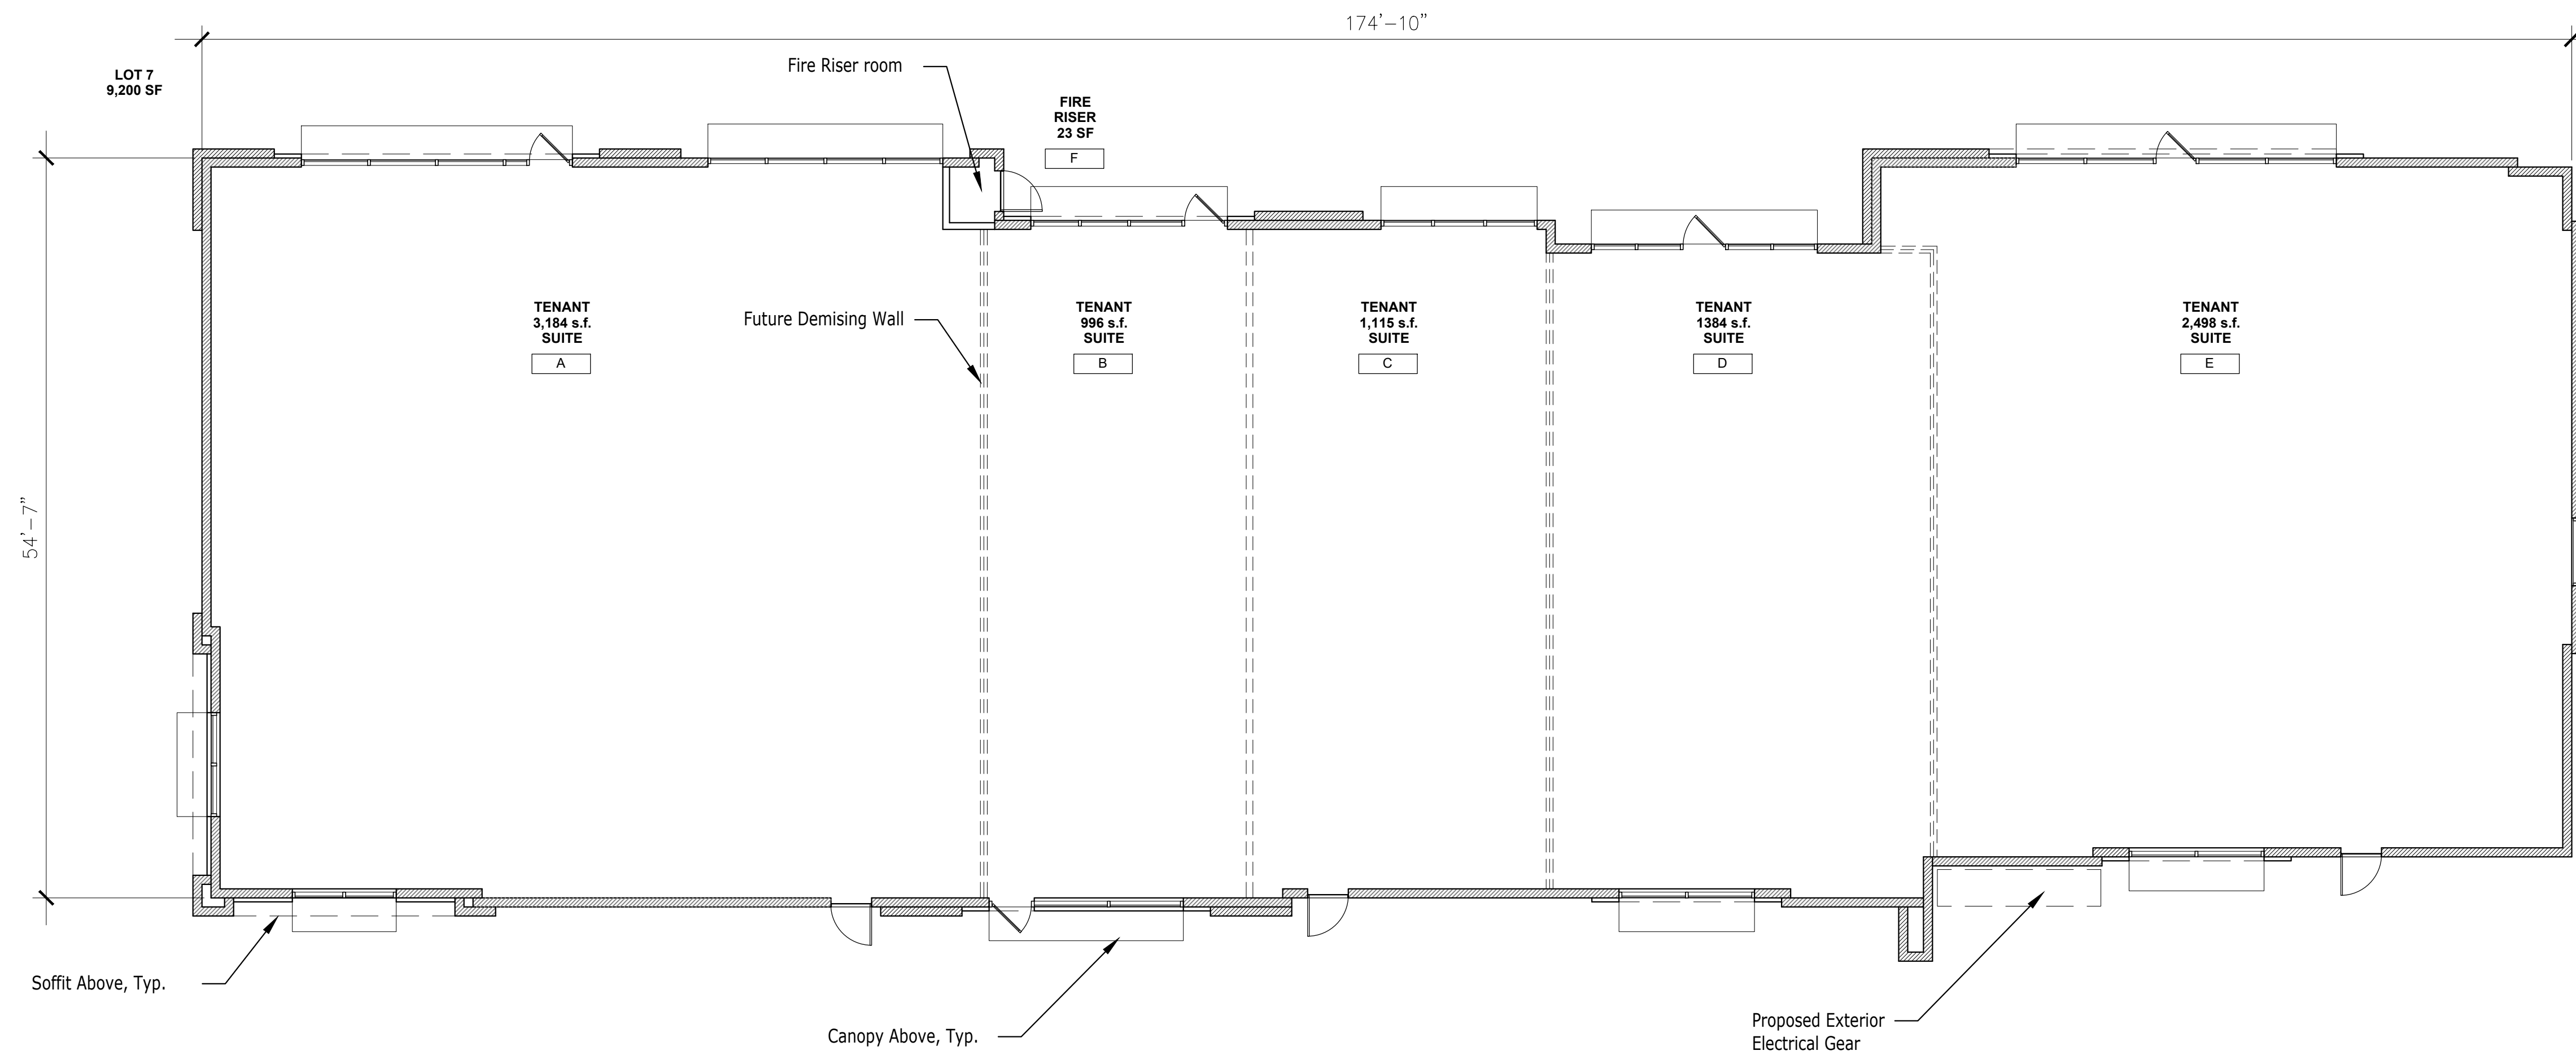 174'-10"
LOT 7
9,200 SF
Fire Riser room
FIRE
RISER
23 SF
F
54'-7"
Future Demising Wall
TENANT
3,184 s.f.
SUITE
A
TENANT
996 s.f.
SUITE
B
TENANT
1,115 s.f.
SUITE
C
TENANT
1384 s.f.
SUITE
D
TENANT
2,498 s.f.
SUITE
E
Soffit Above, Typ.
Canopy Above, Typ.
Proposed Exterior
Electrical Gear